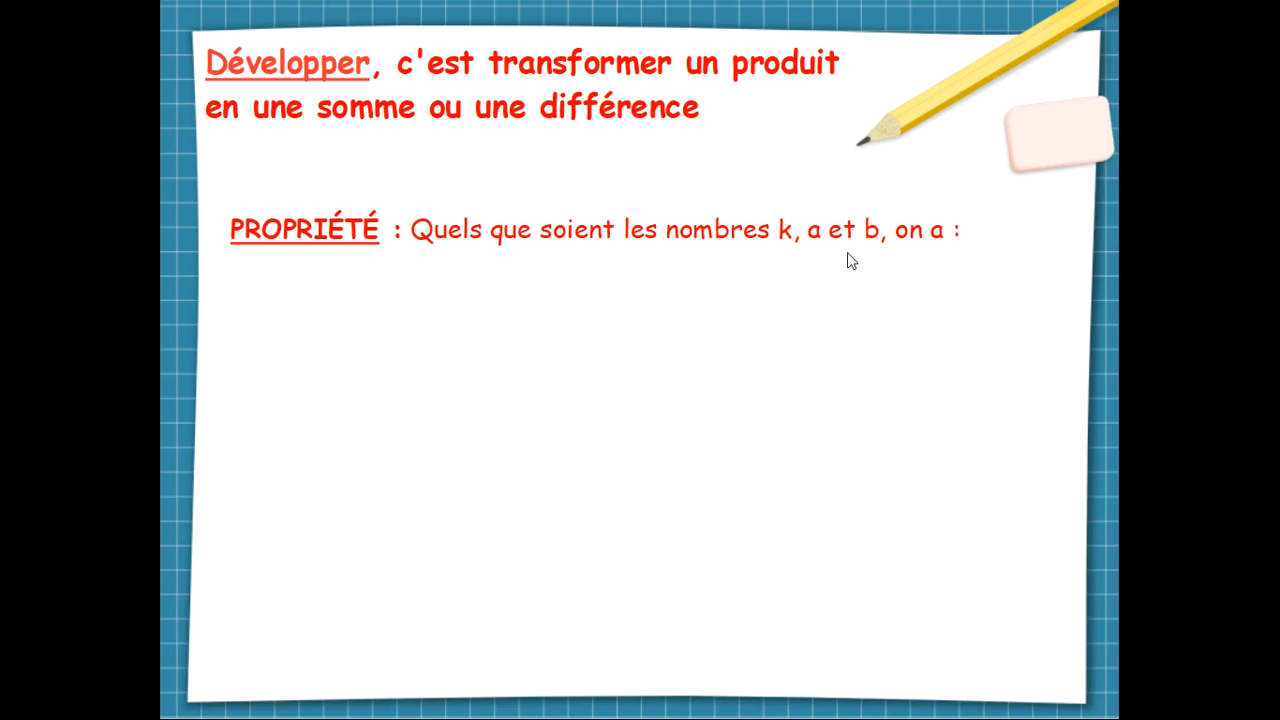 Développer, c'est transformer un produit
en une somme ou une différence
PROPRIÉTÉ : Quels que soient les nombres k, a et b, on a :